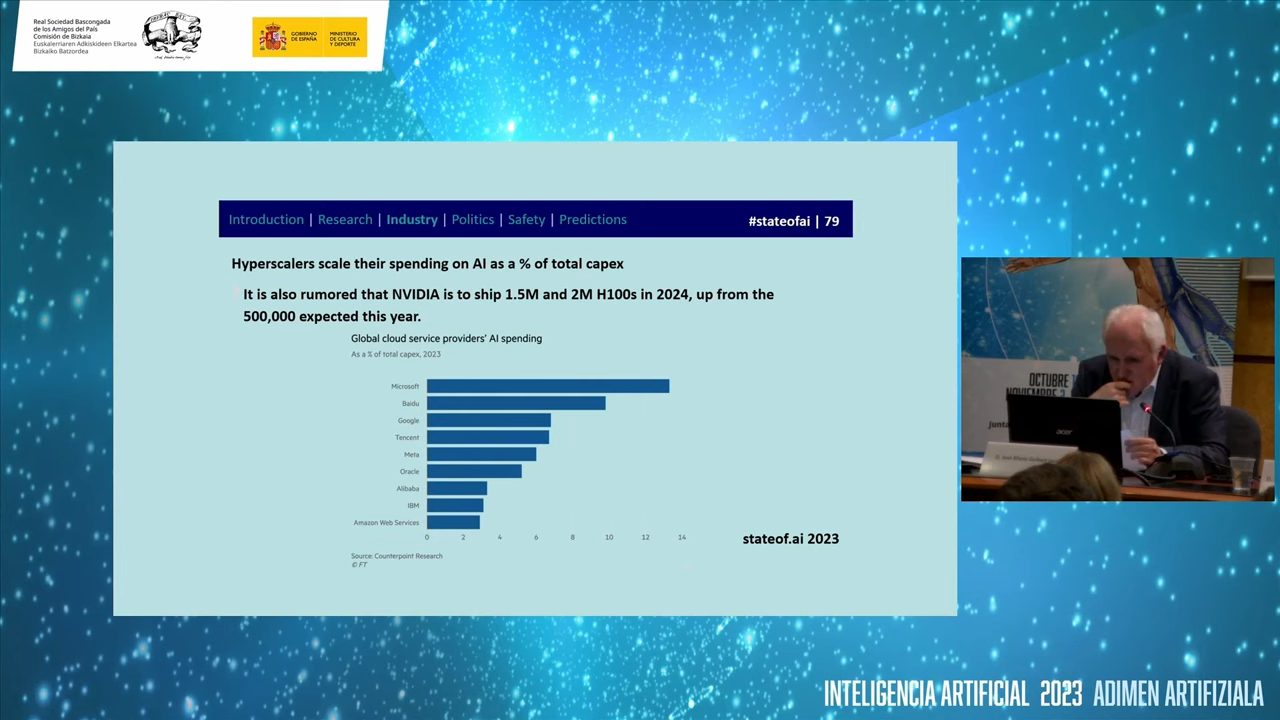 Real Sociedad Bascongada
de los Amigos del País
Comisión de Bizkaia
Euskalerriaren Adkiskideen Elkartea
Bizkaiko Batzordea
GOBIERNO
DE ESPAÑA
MINISTERIO
DE CULTURA
Y DEPORTE
Introduction | Research | Industry | Politics | Safety | Predictions
#stateofai | 79
Hyperscalers scale their spending on AI as a % of total capex
It is also rumored that NVIDIA is to ship 1.5M and 2M H100s in 2024, up from the
500,000 expected this year.
Global cloud service providers' AI spending
As a % of total capex, 2023
Microsoft
Baidu
Google
Tencent
Meta
Oracle
Alibaba
IBM
Amazon Web Services
0 2 4 6 8 10 12 14
Source: Counterpoint Research
© FT
stateof.ai 2023
OCTUBRE
acer
INTELIGENCIA ARTIFICIAL 2023 ADIMEN ARTIFIZIALA